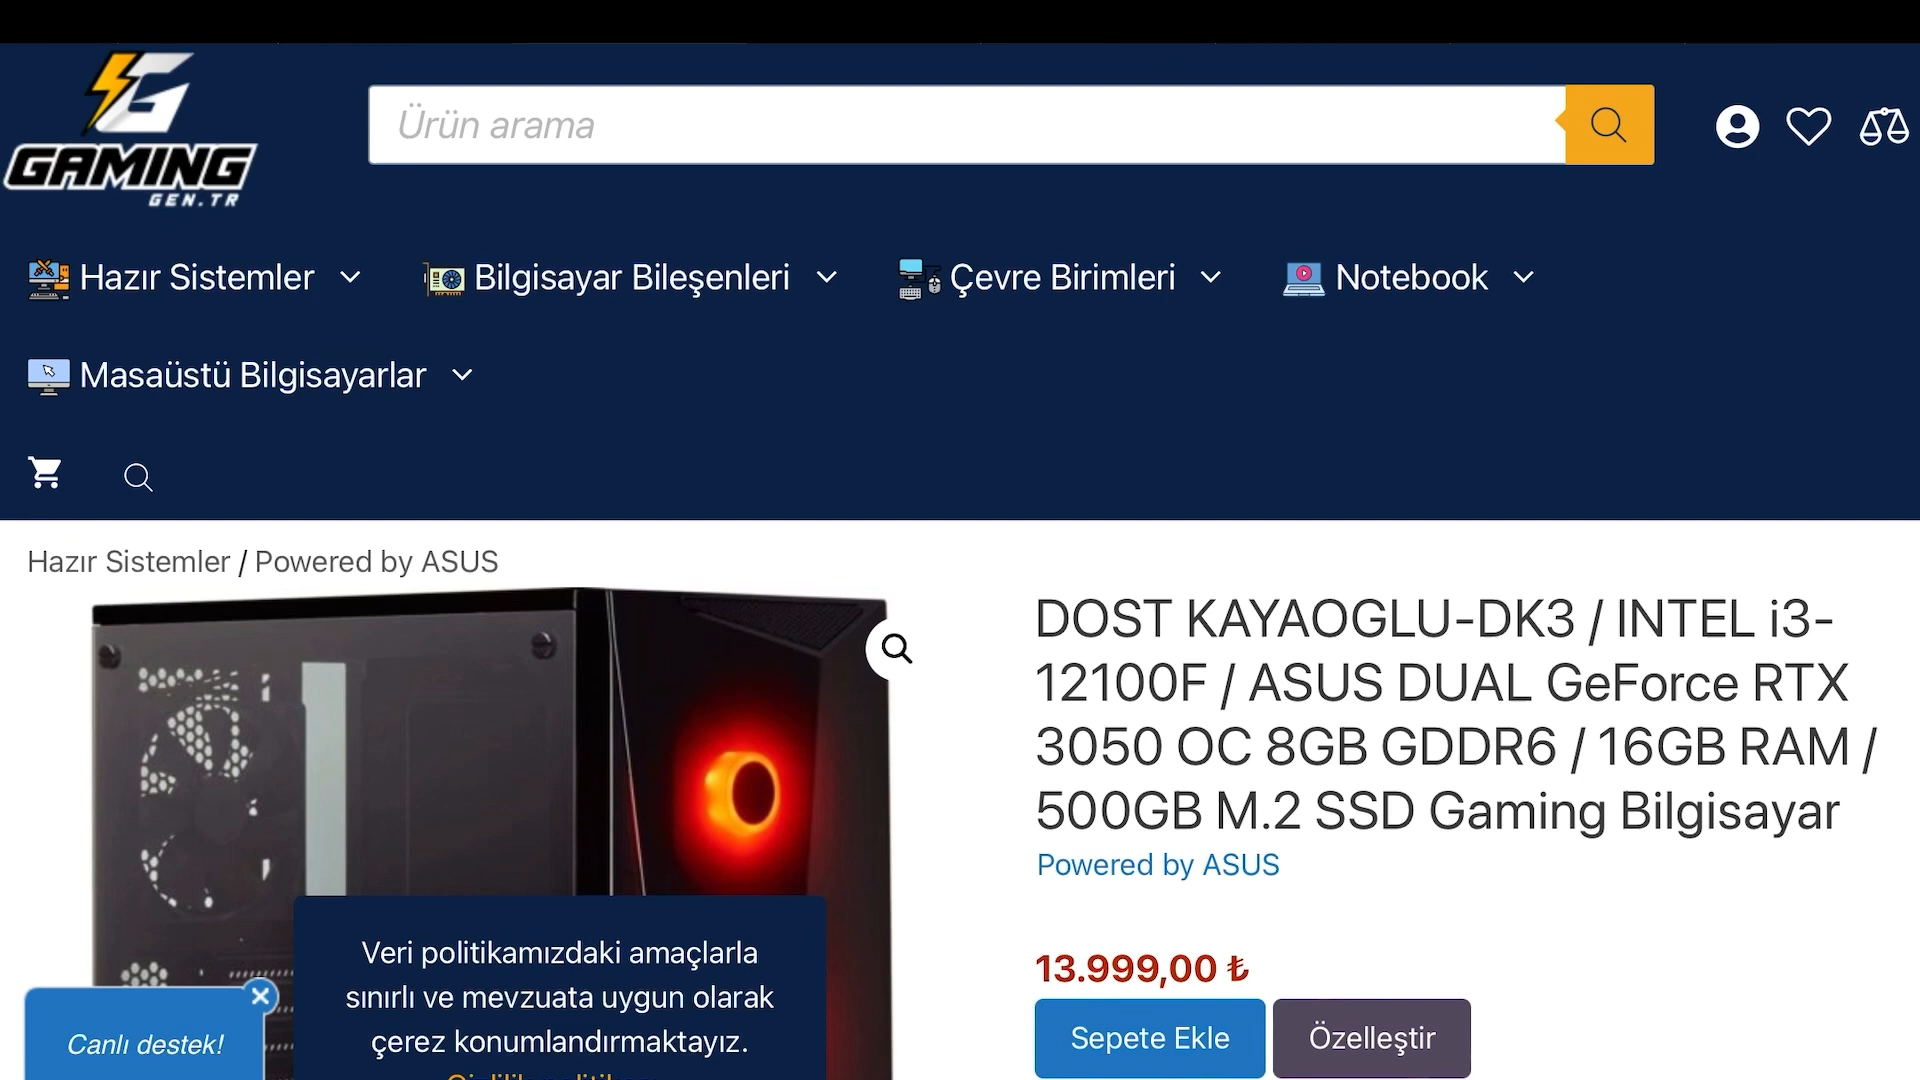 GAMING
GEN.TR
Ürün arama
Hazır Sistemler
Bilgisayar Bileşenleri
Çevre Birimleri
Notebook
Masaüstü Bilgisayarlar
Hazır Sistemler / Powered by ASUS
DOST KAYAOGLU-DK3 / INTEL i3-
12100F / ASUS DUAL GeForce RTX
3050 OC 8GB GDDR6 / 16GB RAM /
500GB M.2 SSD Gaming Bilgisayar
Powered by ASUS
13.999,00 ₺
Sepete Ekle
Özelleştir
Veri politikamızdaki amaçlarla
sınırlı ve mevzuata uygun olarak
çerez konumlandırmaktayız.
Canlı destek!